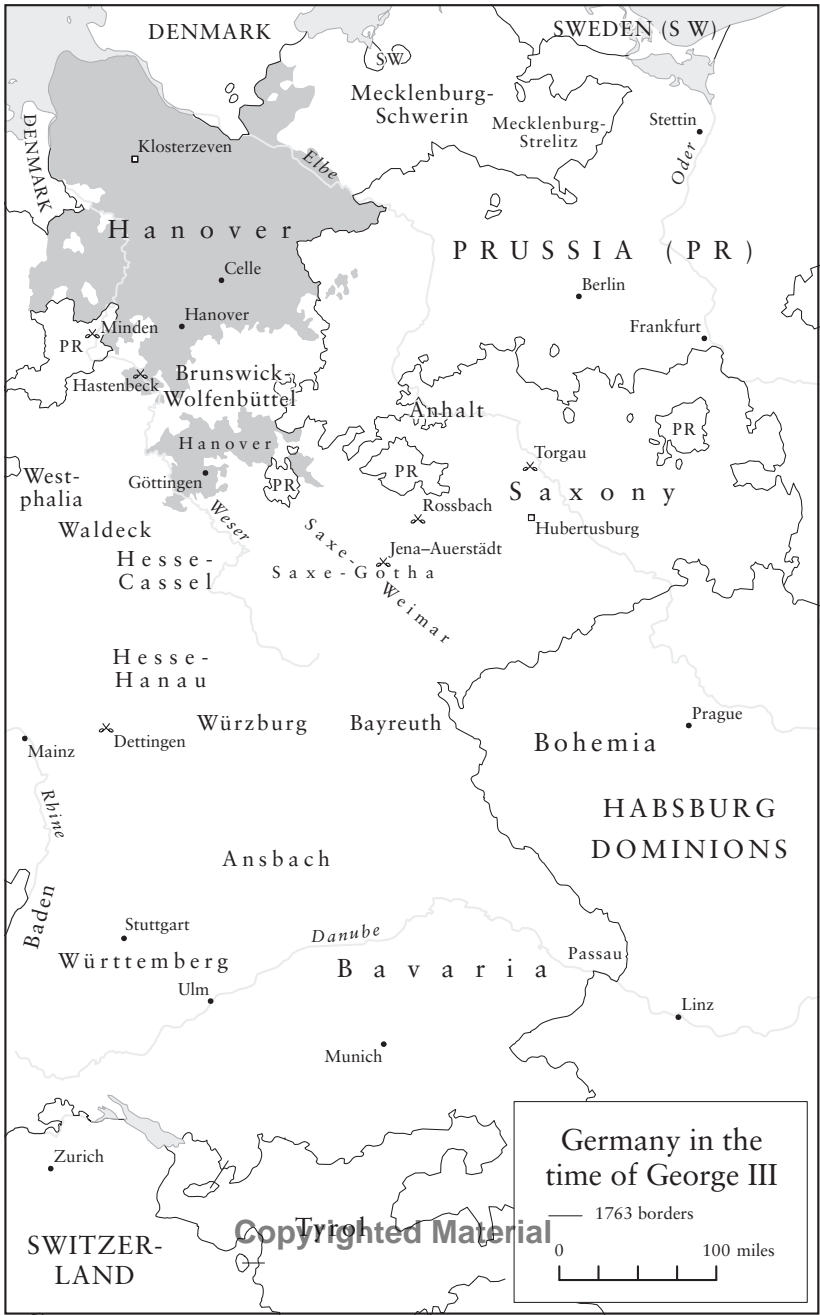 DENMARK
SWEDEN (S W)
SW
Mecklenburg-
Schwerin
Mecklenburg-
Strelitz
Stettin
Oder
DENMARK
Klosterzeven
Elbe
Hanover
PRUSSIA (PR)
Celle
Berlin
Hanover
Minden
PR
Frankfurt
Hastenbeck
Brunswick-
Wolfenbüttel
Anhalt
PR
Hanover
Torgau
West-
phalia
Göttingen
PR
PR
Saxony
Rossbach
Weser
Waldeck
Hubertusburg
Hesse-
Cassel
Jena–Auerstädt
Saxe-Gotha
Saxe-
Weimar
Hesse-
Hanau
Würzburg
Bayreuth
Prague
Dettingen
Mainz
Bohemia
Rhine
HABSBURG
DOMINIONS
Ansbach
Baden
Stuttgart
Danube
Württemberg
Bavaria
Passau
Ulm
Linz
Munich
Zurich
Tyrol
SWITZER-
LAND
Germany in the
time of George III
1763 borders
0 100 miles
Copyrighted Material